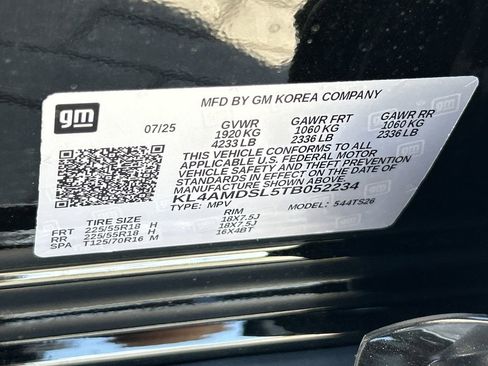 gm
MFD BY GM KOREA COMPANY
07/25 GVWR GAWR FRT GAWR RR
1920 KG 1060 KG 1060 KG
4233 LB 2336 LB 2336 LB
THIS VEHICLE CONFORMS TO ALL
APPLICABLE U.S. FEDERAL MOTOR
VEHICLE SAFETY AND THEFT PREVENTION
STANDARDS IN EFFECT ON THE DATE OF
MANUFACTURE SHOWN ABOVE
KL4AMDSL5TB052234
TYPE: MPV MODEL: 544TS26
TIRE SIZE RIM
FRT 225/55R18 H 18X7.5J
RR 225/55R18 H 18X7.5J
SPA T125/70R16 M 16X4BT